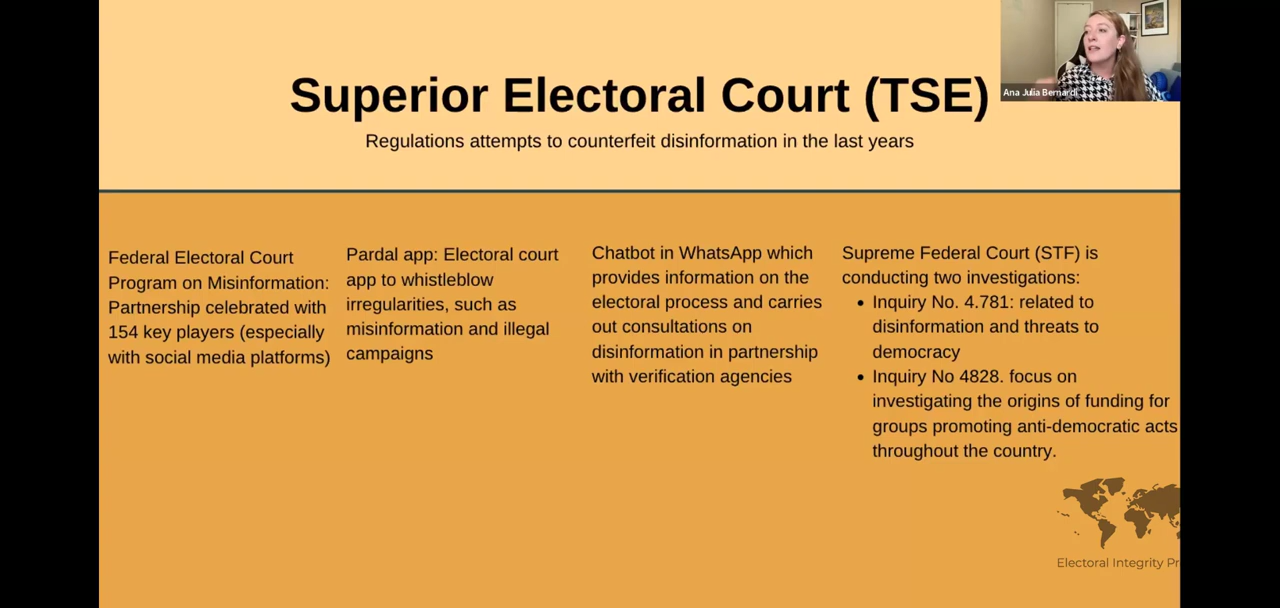 Superior Electoral Court (TSE)
Ana Julia Bernardi
Regulations attempts to counterfeit disinformation in the last years
Federal Electoral Court
Program on Misinformation:
Partnership celebrated with
154 key players (especially
with social media platforms)
Pardal app: Electoral court
app to whistleblow
irregularities, such as
misinformation and illegal
campaigns
Chatbot in WhatsApp which
provides information on the
electoral process and carries
out consultations on
disinformation in partnership
with verification agencies
Supreme Federal Court (STF) is
conducting two investigations:
• Inquiry No. 4.781: related to
disinformation and threats to
democracy
• Inquiry No 4828. focus on
investigating the origins of funding for
groups promoting anti-democratic acts
throughout the country.
Electoral Integrity Pr